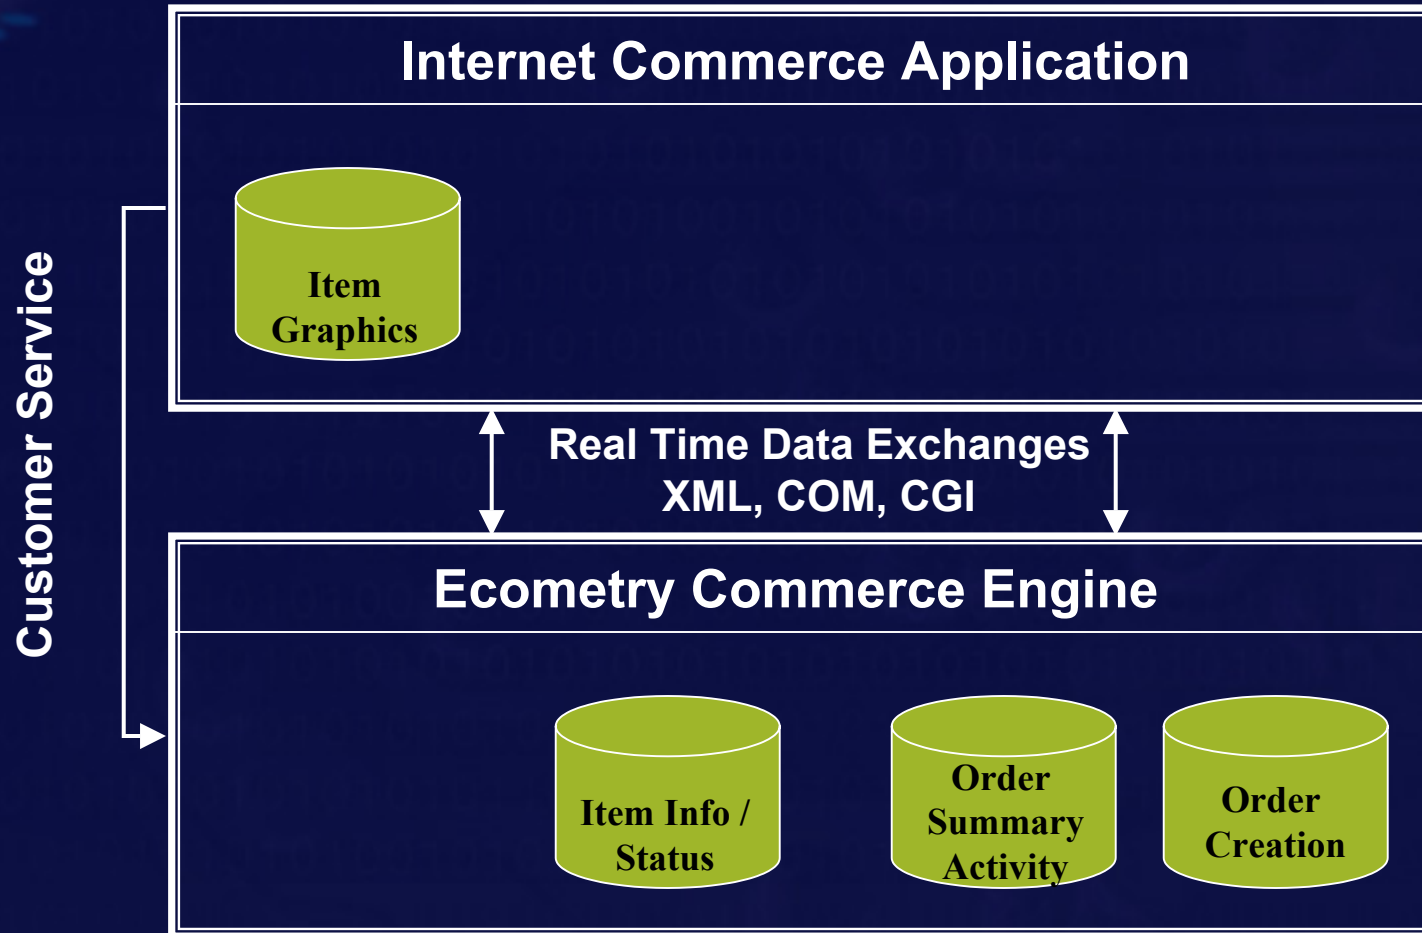 Internet Commerce Application
Item
Graphics
Customer Service
Real Time Data Exchanges
XML, COM, CGI
Ecometry Commerce Engine
Item Info /
Status
Order
Summary
Activity
Order
Creation